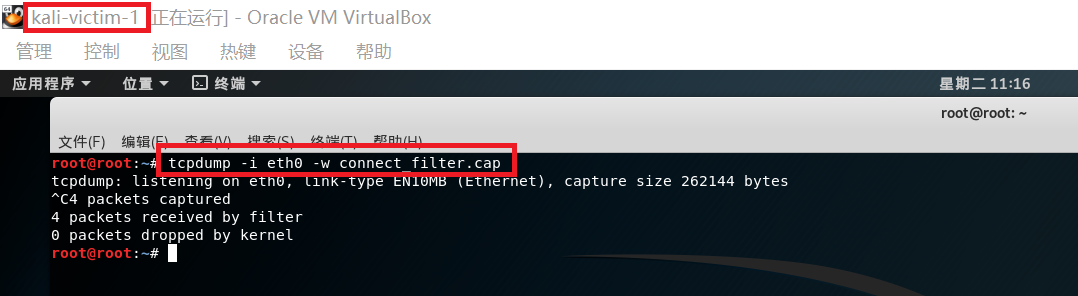 kali-victim-1 [正在运行] - Oracle VM VirtualBox
管理 控制 视图 热键 设备 帮助
应用程序 位置 终端 星期二 11:16
root@root: ~
文件(F) 编辑(E) 查看(V) 搜索(S) 终端(T) 帮助(H)
root@root:~# tcpdump -i eth0 -w connect_filter.cap
tcpdump: listening on eth0, link-type EN10MB (Ethernet), capture size 262144 bytes
^C4 packets captured
4 packets received by filter
0 packets dropped by kernel
root@root:~#